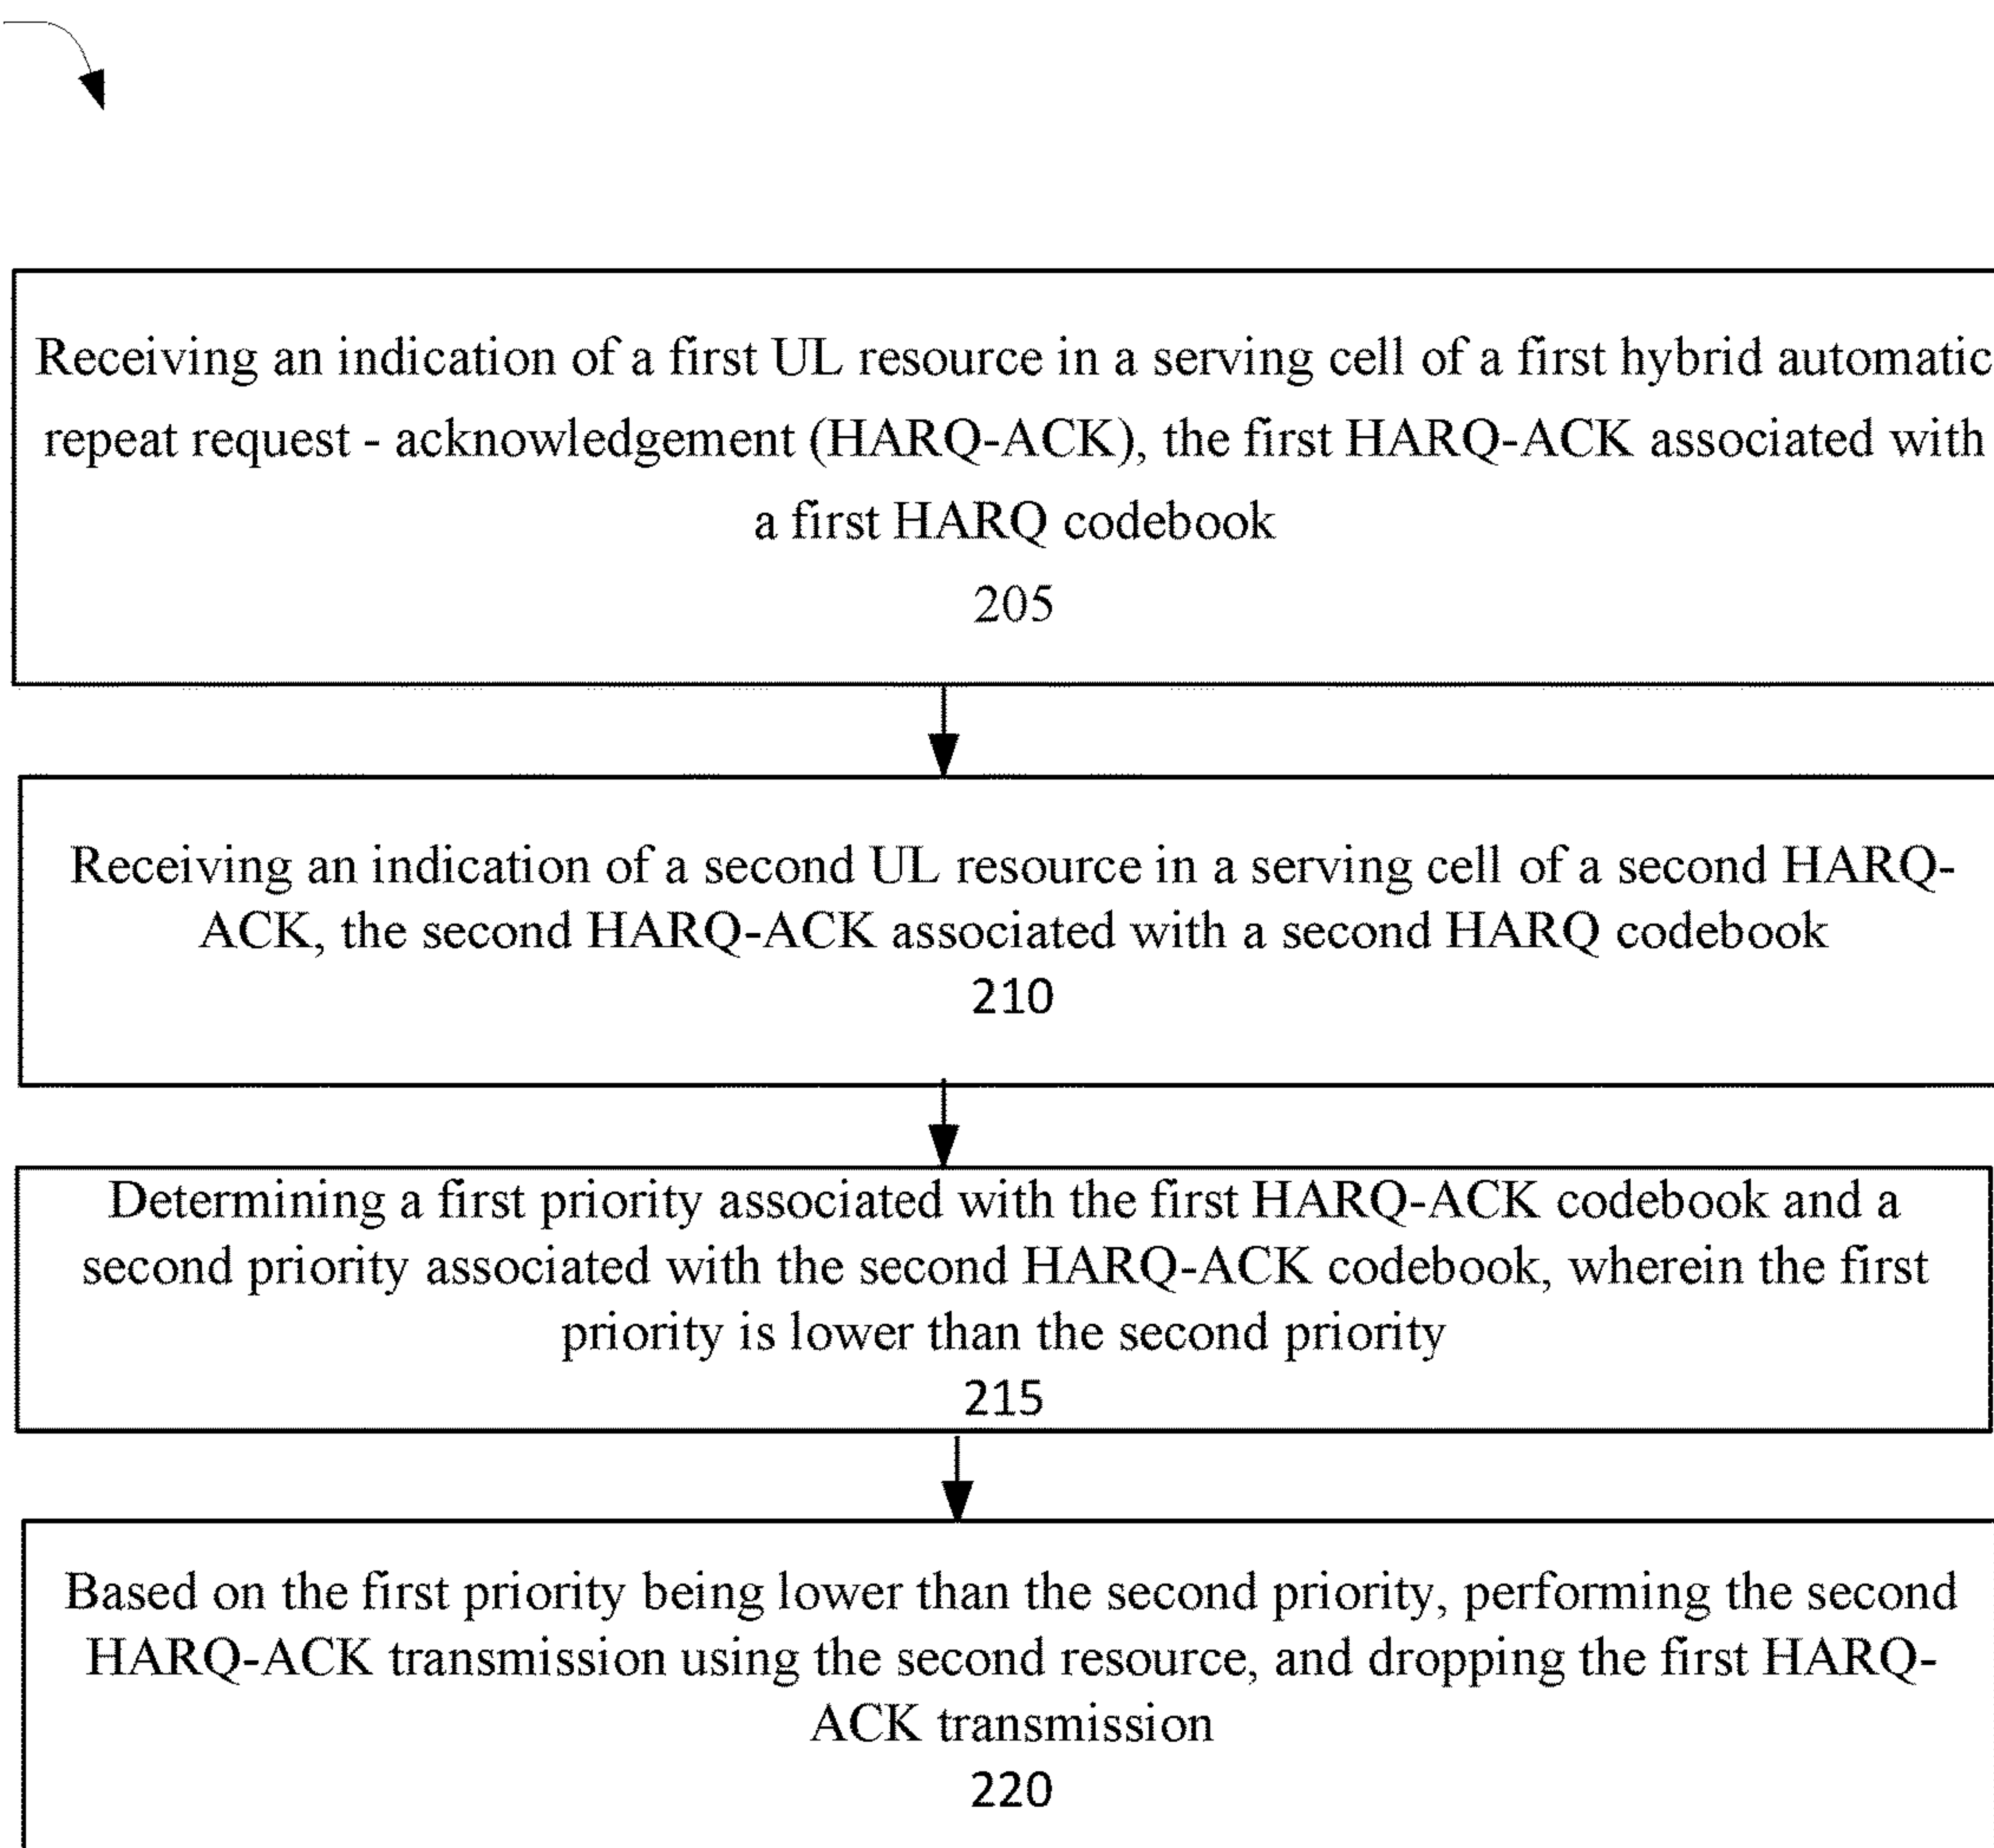 Receiving an indication of a first UL resource in a serving cell of a first hybrid automatic
repeat request - acknowledgement (HARQ-ACK), the first HARQ-ACK associated with
a first HARQ codebook
205
Receiving an indication of a second UL resource in a serving cell of a second HARQ-
ACK, the second HARQ-ACK associated with a second HARQ codebook
210
Determining a first priority associated with the first HARQ-ACK codebook and a
second priority associated with the second HARQ-ACK codebook, wherein the first
priority is lower than the second priority
215
Based on the first priority being lower than the second priority, performing the second
HARQ-ACK transmission using the second resource, and dropping the first HARQ-
ACK transmission
220